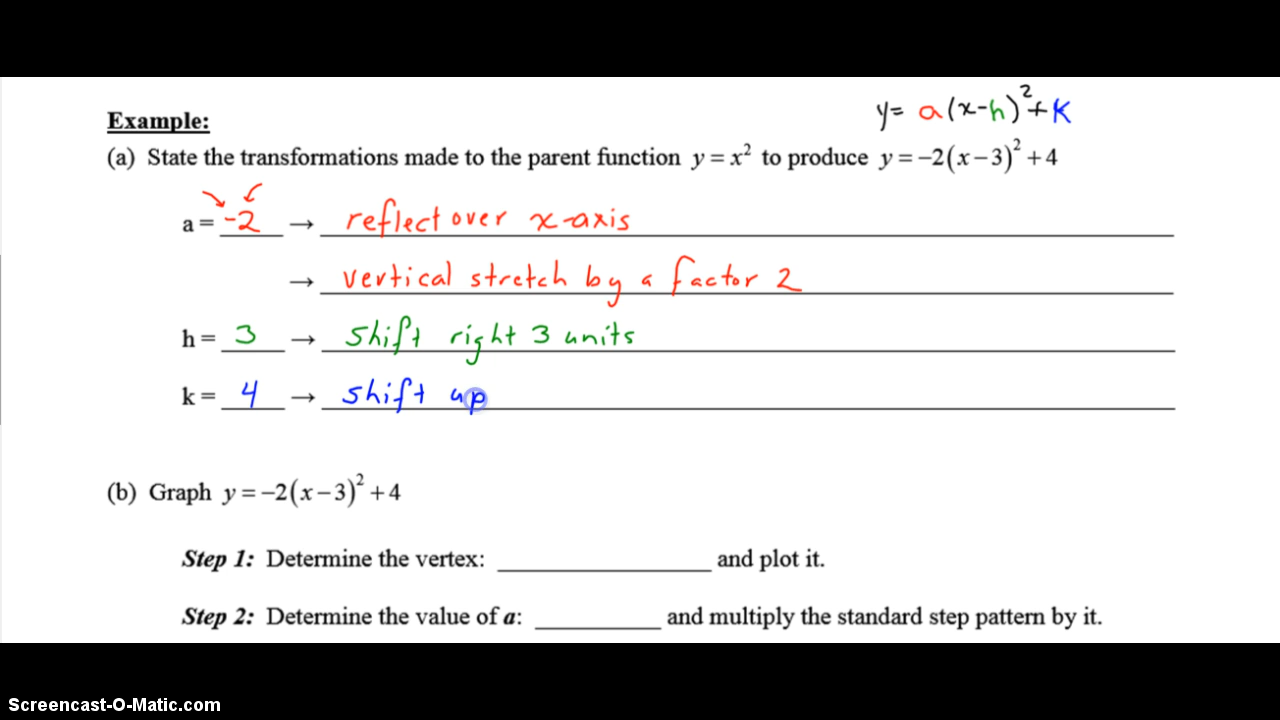 y = a(x-h)²+k
Example:
(a) State the transformations made to the parent function y = x² to produce y = −2(x − 3)² + 4
a = -2 → reflect over x-axis
→ vertical stretch by a factor 2
h = 3 → shift right 3 units
k = 4 → shift up
(b) Graph y = −2(x − 3)² + 4
Step 1: Determine the vertex: ____________ and plot it.
Step 2: Determine the value of a: ________ and multiply the standard step pattern by it.
Screencast-O-Matic.com